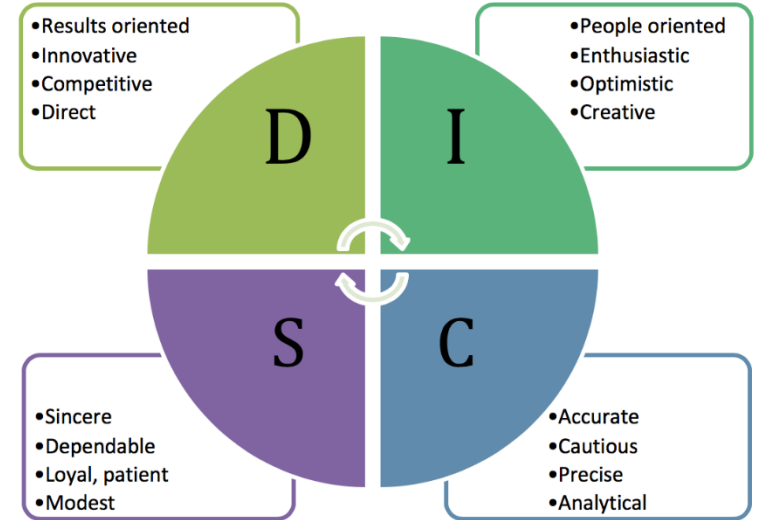 •Results oriented
•Innovative
•Competitive
•Direct
D
•People oriented
•Enthusiastic
•Optimistic
•Creative
I
S
•Sincere
•Dependable
•Loyal, patient
•Modest
C
•Accurate
•Cautious
•Precise
•Analytical